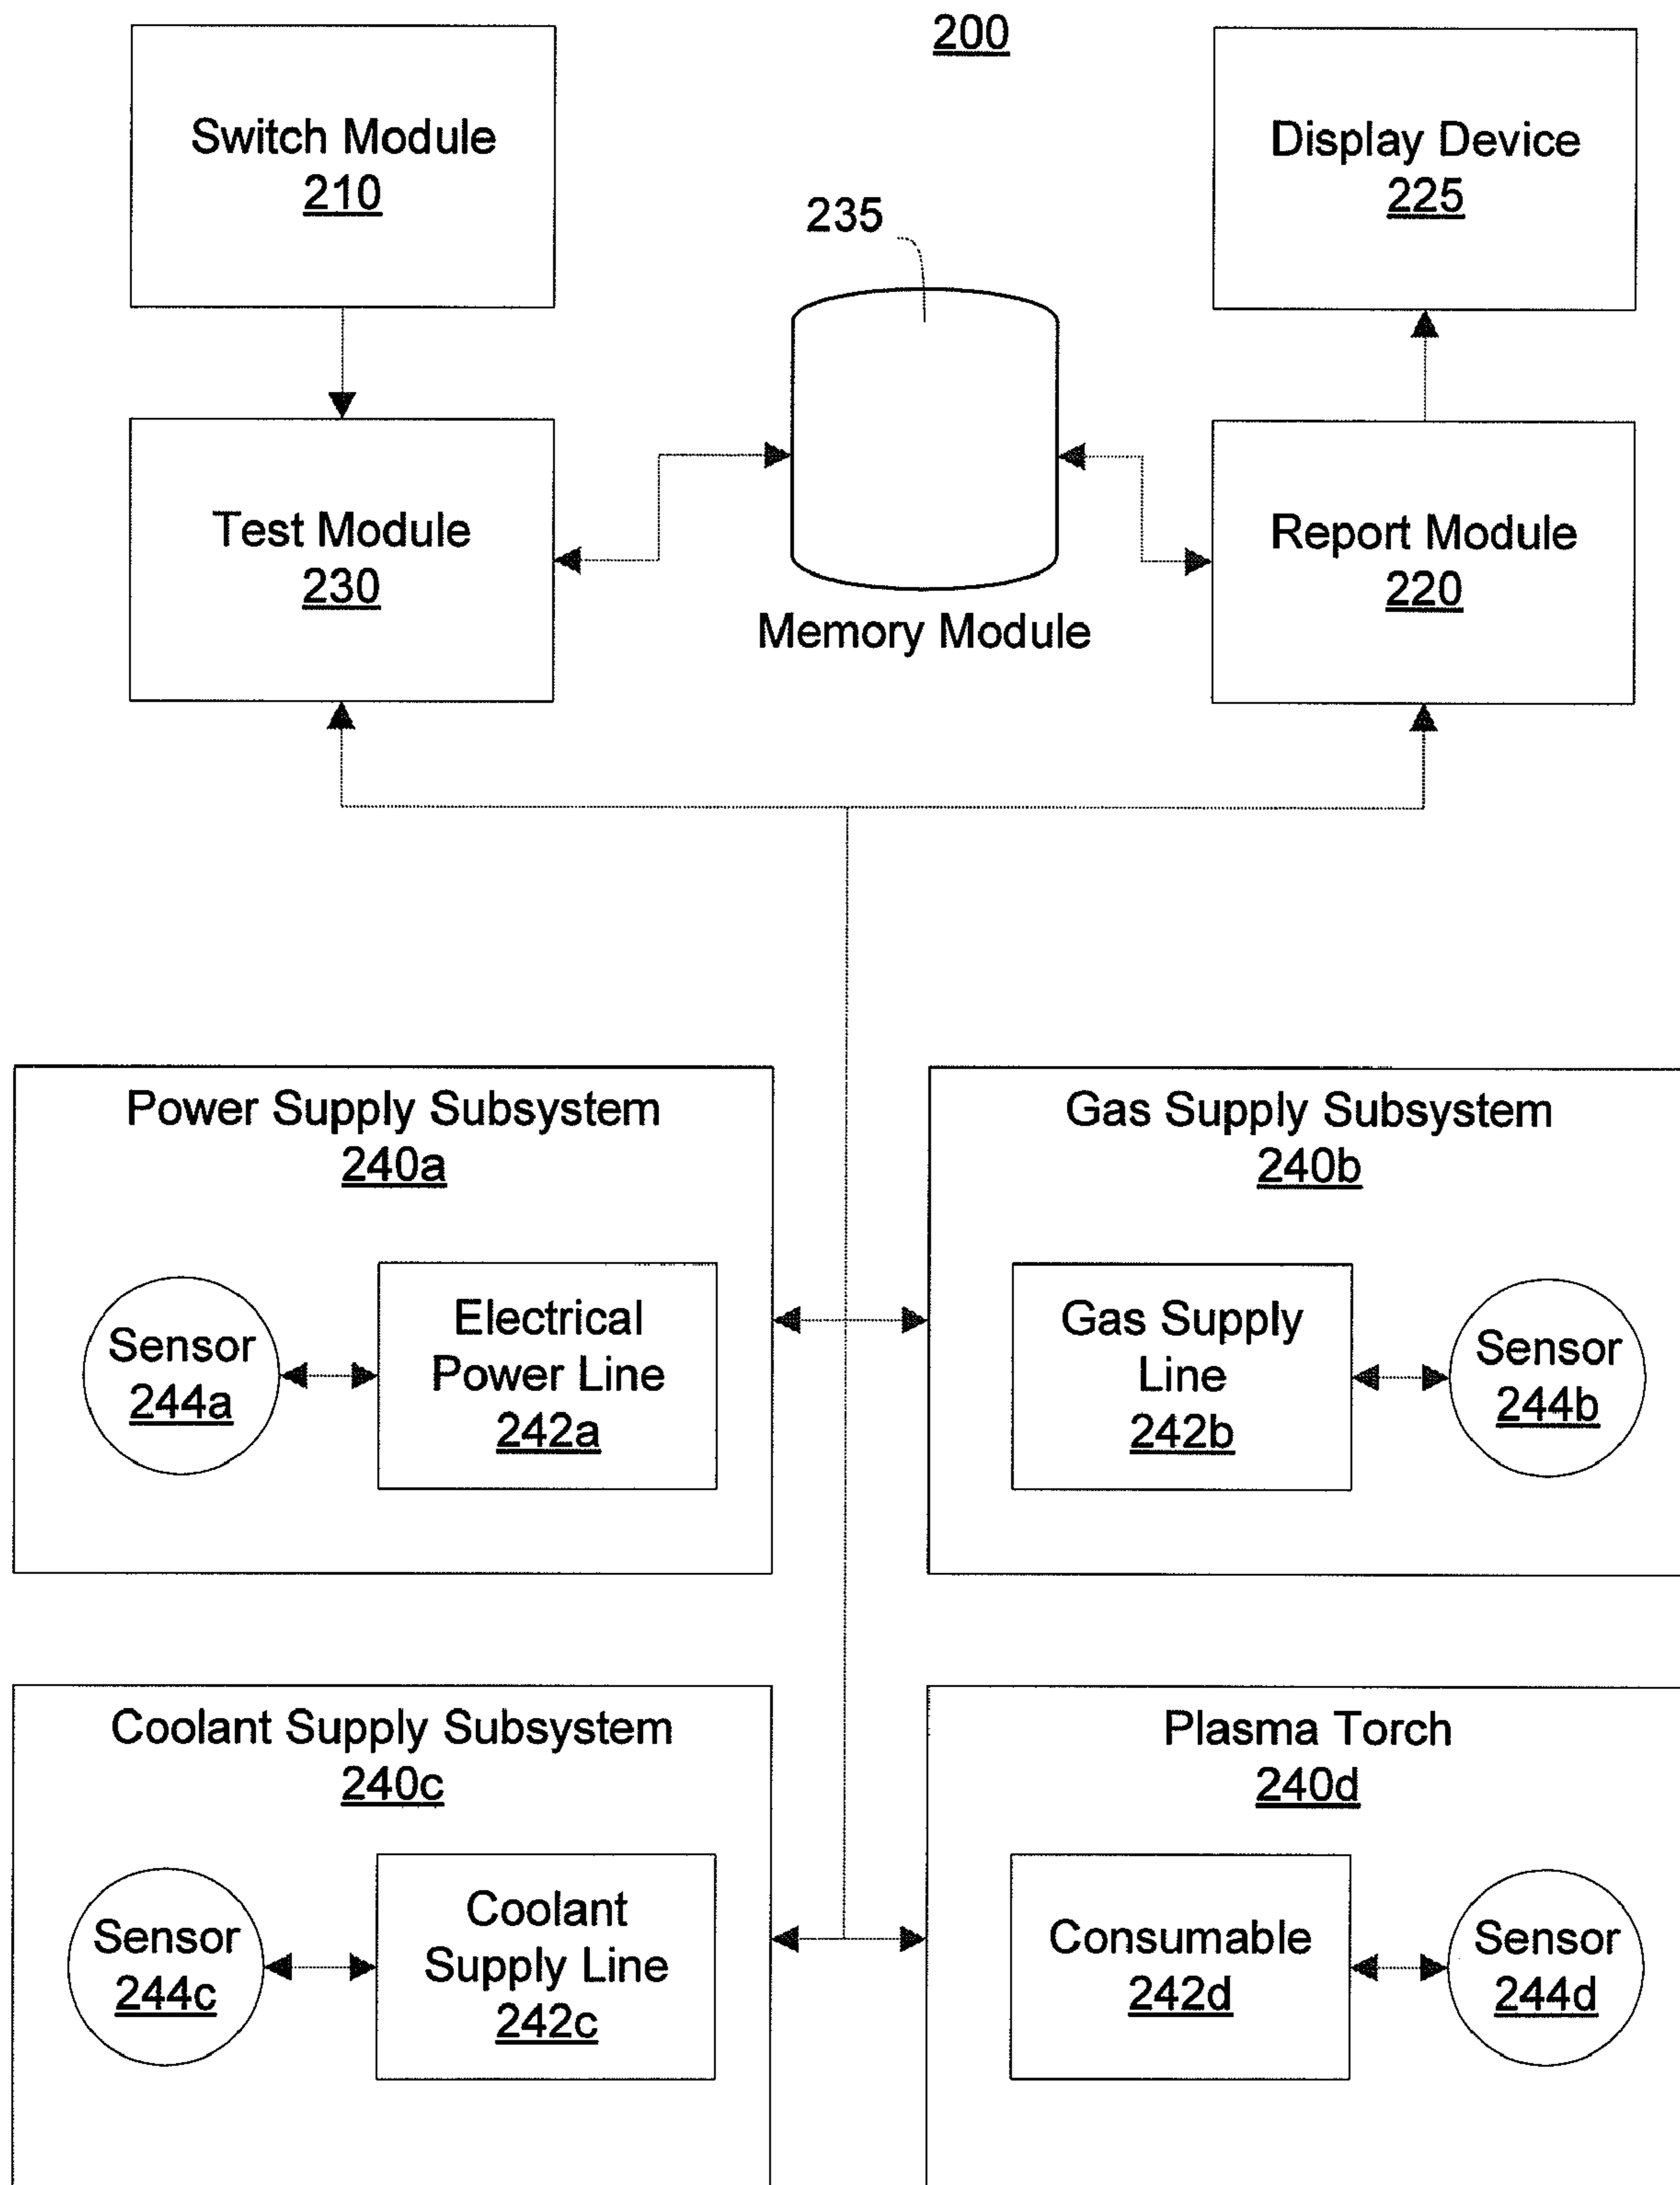 200
Switch Module
210
Display Device
225
235
Test Module
230
Report Module
220
Memory Module
Power Supply Subsystem
240a
Sensor
244a
Electrical
Power Line
242a
Gas Supply Subsystem
240b
Gas Supply
Line
242b
Sensor
244b
Coolant Supply Subsystem
240c
Sensor
244c
Coolant
Supply Line
242c
Plasma Torch
240d
Consumable
242d
Sensor
244d